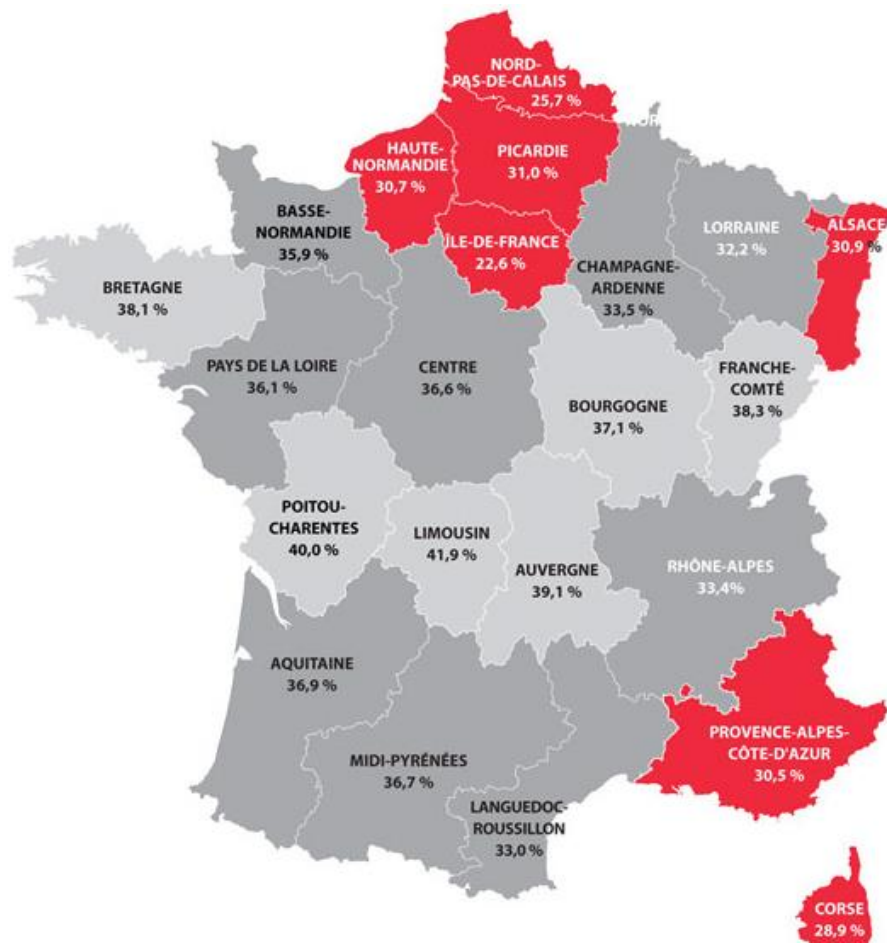 NORD-
PAS-DE-CALAIS
25,7 %
HAUTE-
NORMANDIE
30,7 %
PICARDIE
31,0 %
BASSE-
NORMANDIE
35,9 %
ÎLE-DE-FRANCE
22,6 %
CHAMPAGNE-
ARDENNE
33,5 %
LORRAINE
32,2 %
ALSACE
30,9 %
BRETAGNE
38,1 %
PAYS DE LA LOIRE
36,1 %
CENTRE
36,6 %
BOURGOGNE
37,1 %
FRANCHE-
COMTÉ
38,3 %
POITOU-
CHARENTES
40,0 %
LIMOUSIN
41,9 %
AUVERGNE
39,1 %
RHÔNE-ALPES
33,4%
AQUITAINE
36,9 %
MIDI-PYRÉNÉES
36,7 %
LANGUEDOC-
ROUSSILLON
33,0 %
PROVENCE-ALPES-
CÔTE-D'AZUR
30,5 %
CORSE
28,9 %